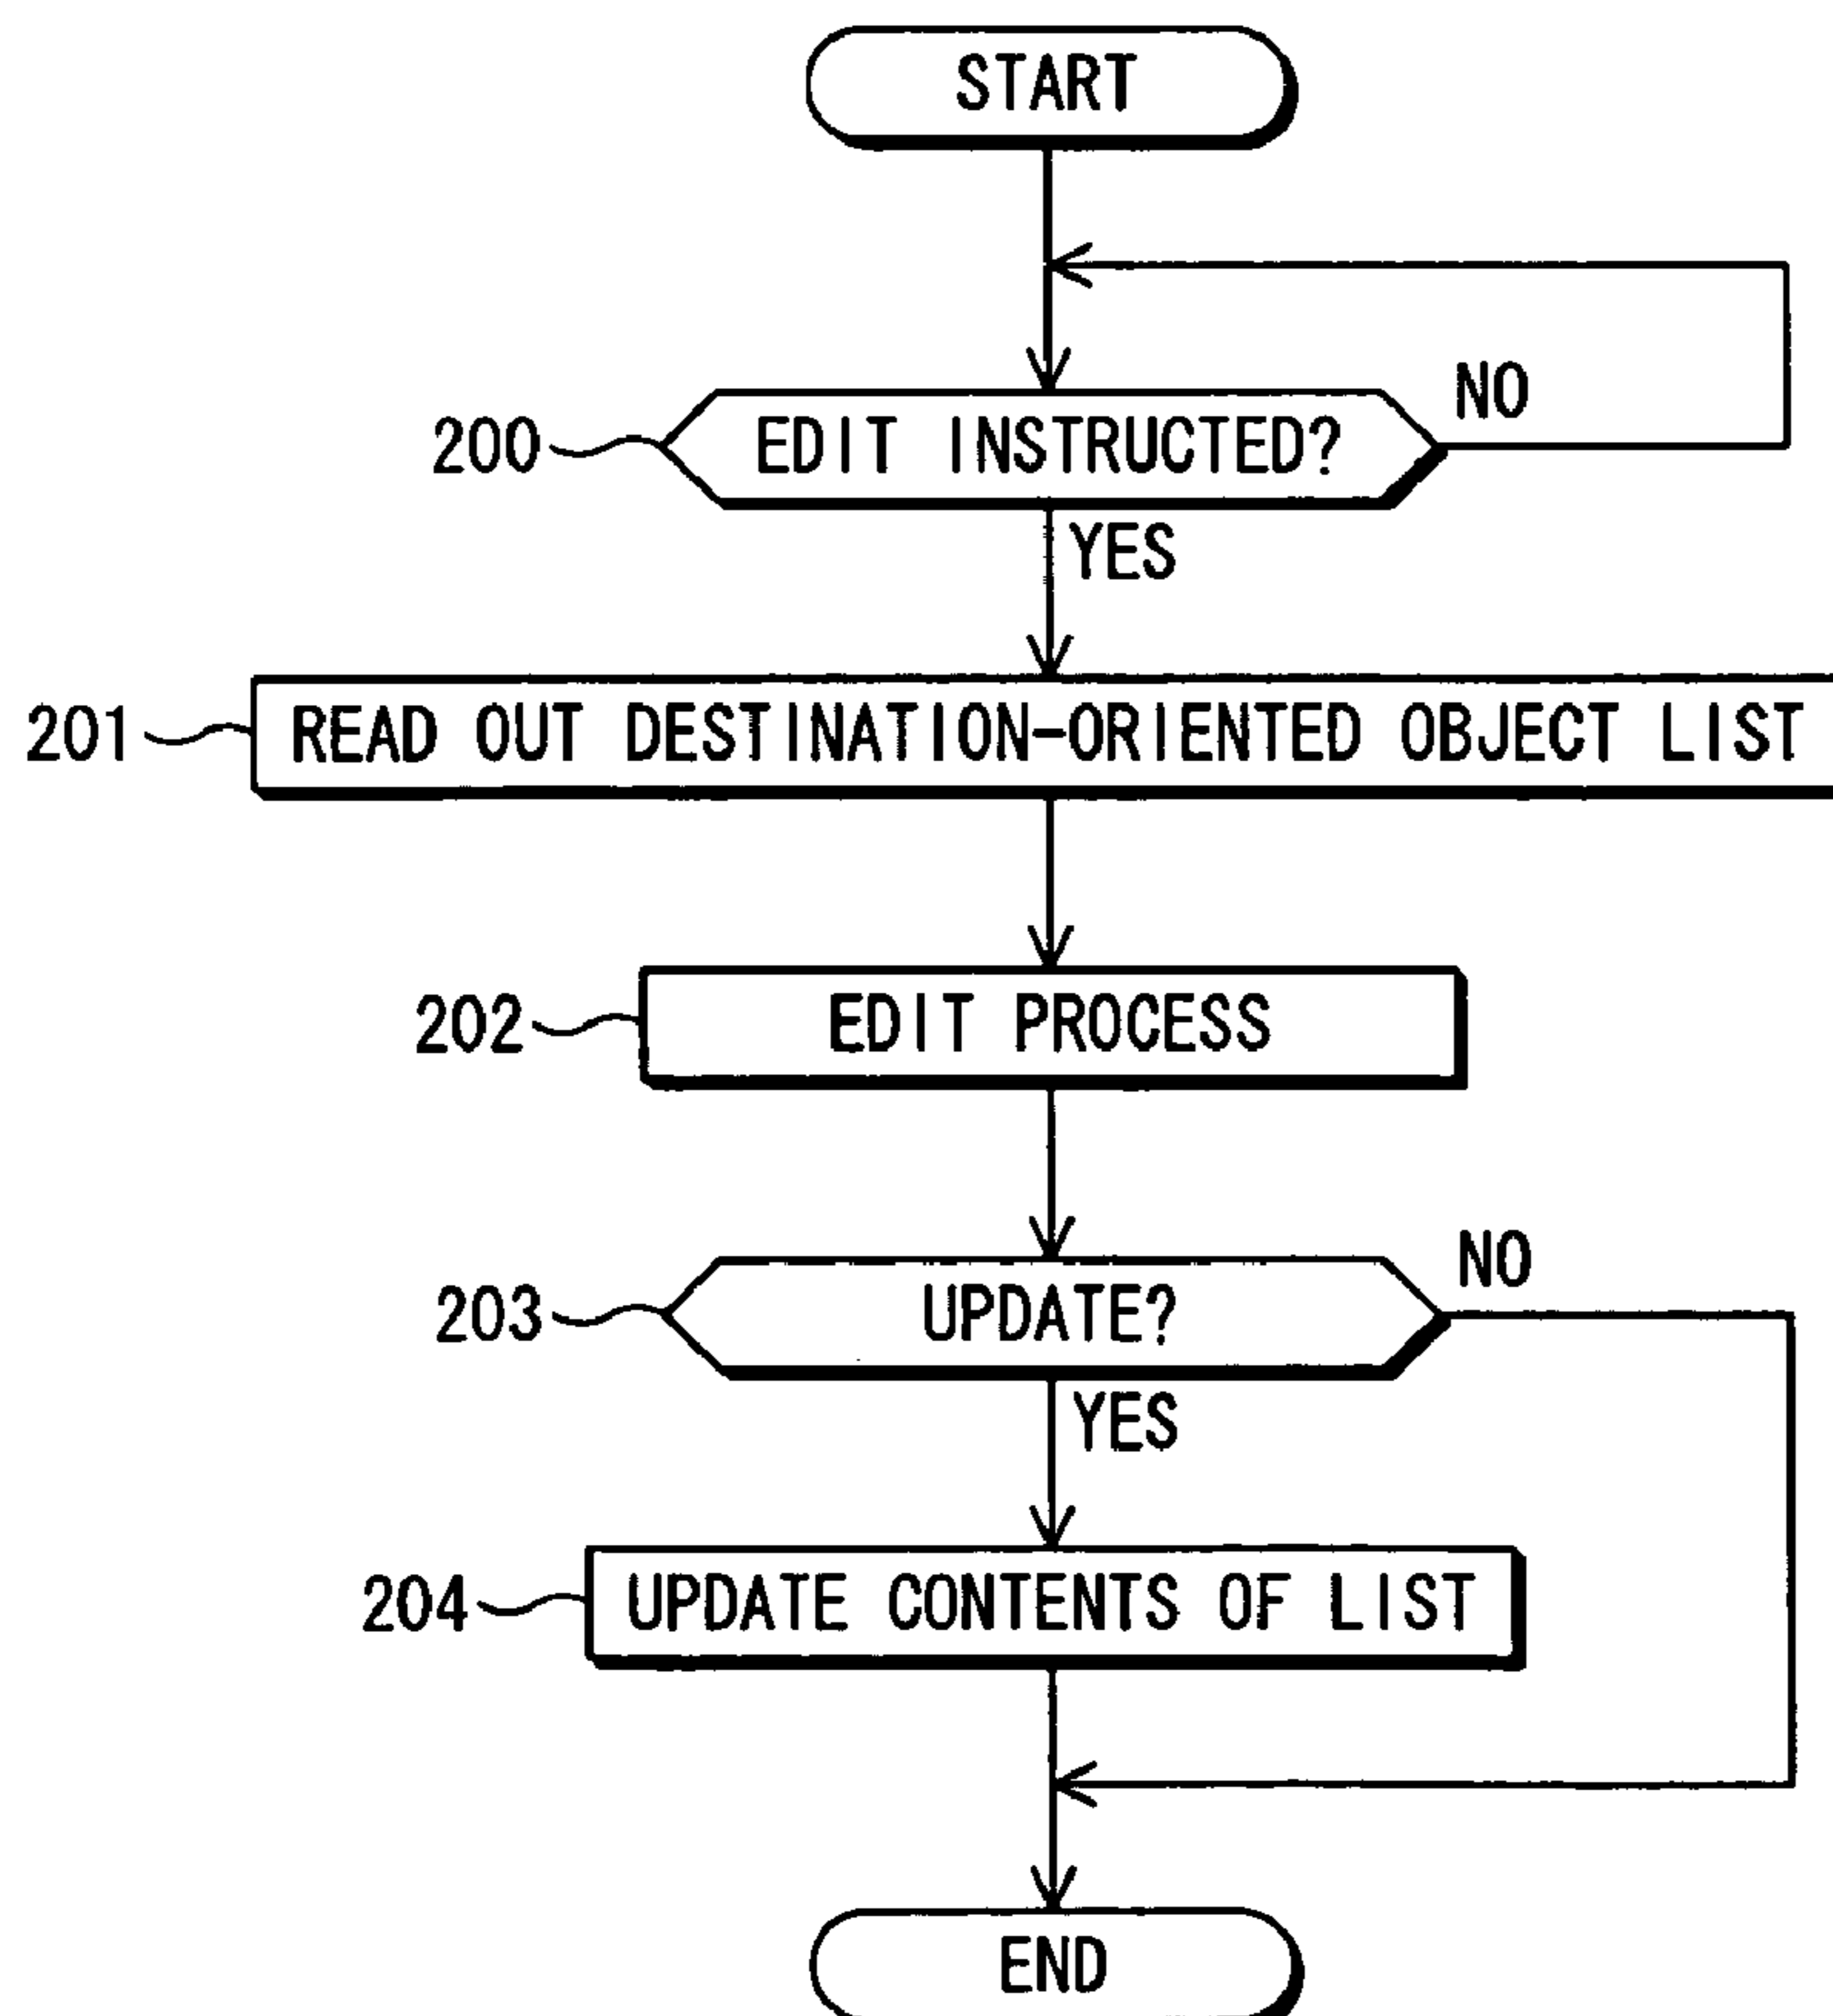 START
NO
200 EDIT INSTRUCTED?
YES
201 READ OUT DESTINATION-ORIENTED OBJECT LIST
202 EDIT PROCESS
NO
203 UPDATE?
YES
204 UPDATE CONTENTS OF LIST
END